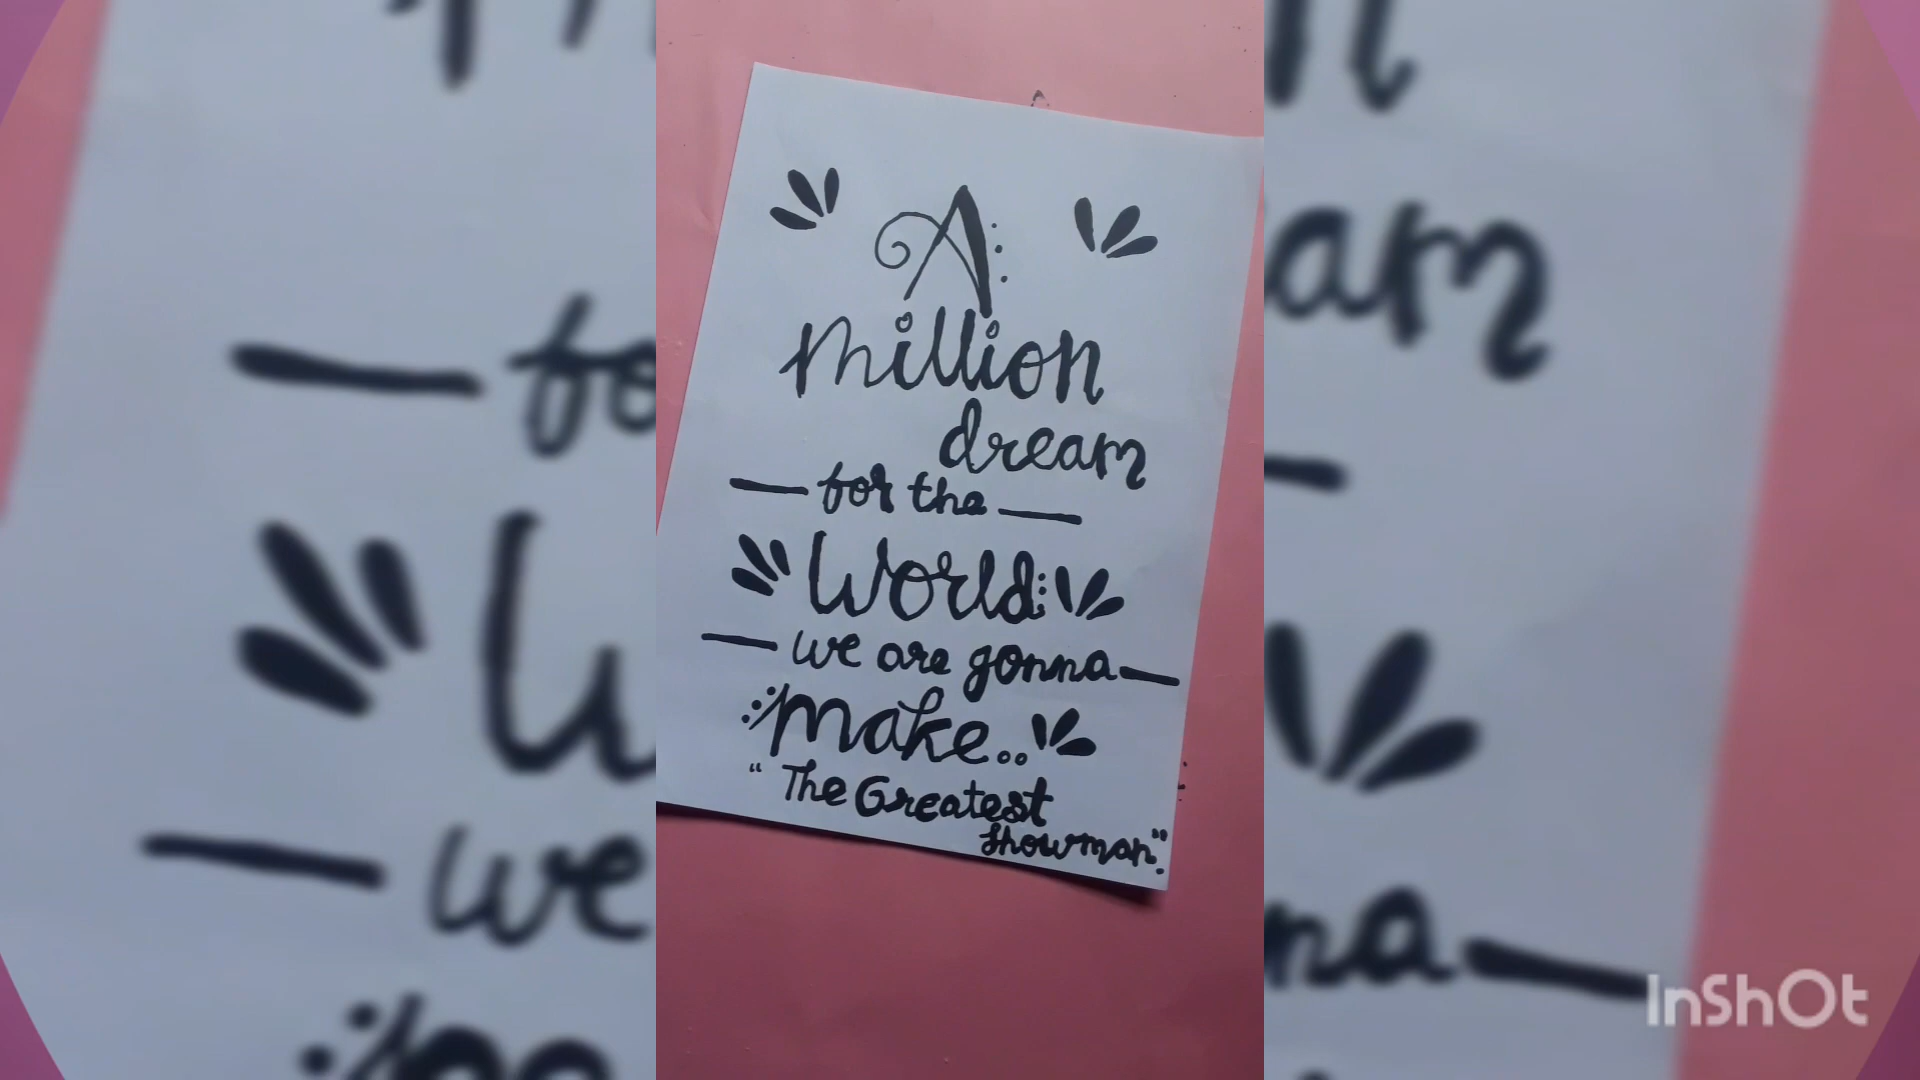 A
million
dream
for the
World
we are gonna
make..
"The Greatest
showman"
InShOt